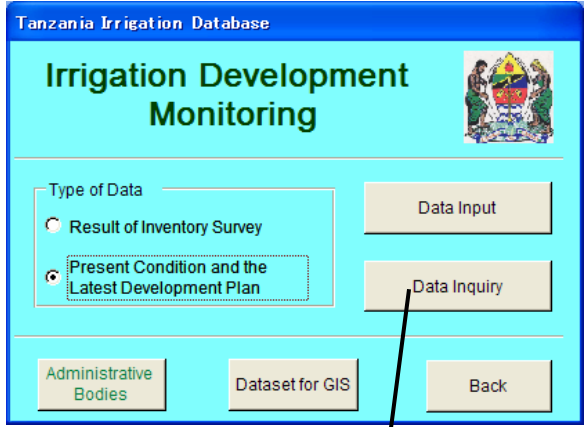 Tanzania Irrigation Database
Irrigation Development
Monitoring
Type of Data
Result of Inventory Survey
Present Condition and the
Latest Development Plan
Data Input
Data Inquiry
Administrative
Bodies
Dataset for GIS
Back